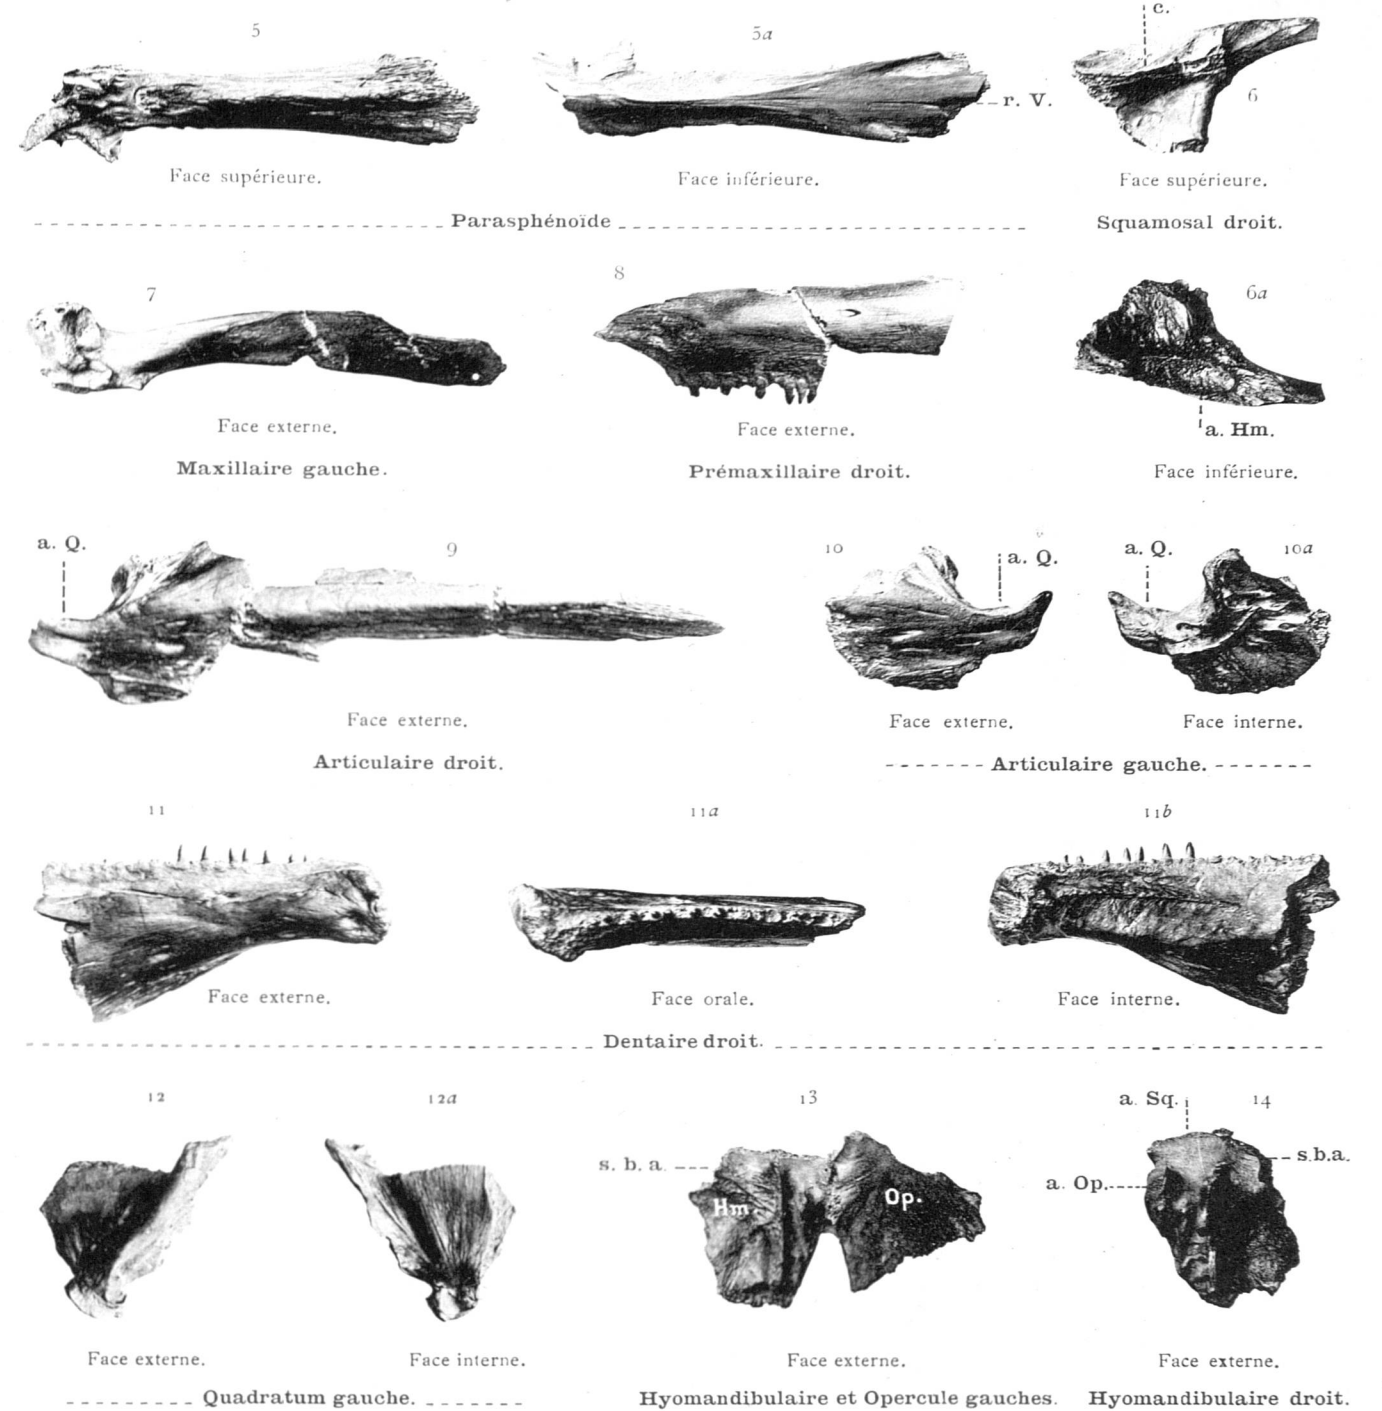 5
5a
c.
r. V.
6
Face supérieure.
Face inférieure.
Face supérieure.
Parasphénoïde
Squamosal droit.
7
8
6a
a. Hm.
Face externe.
Face externe.
Face inférieure.
Maxillaire gauche.
Prémaxillaire droit.
a. Q.
9
10
a. Q.
a. Q.
10a
Face externe.
Face externe.
Face interne.
Articulaire droit.
Articulaire gauche.
11
11a
11b
Face externe.
Face orale.
Face interne.
Dentaire droit.
12
12a
13
a. Sq.
14
s. b. a.
s.b.a.
a. Op.
Hm.
Op.
Face externe.
Face interne.
Face externe.
Face externe.
Quadratum gauche.
Hyomandibulaire et Opercule gauches.
Hyomandibulaire droit.